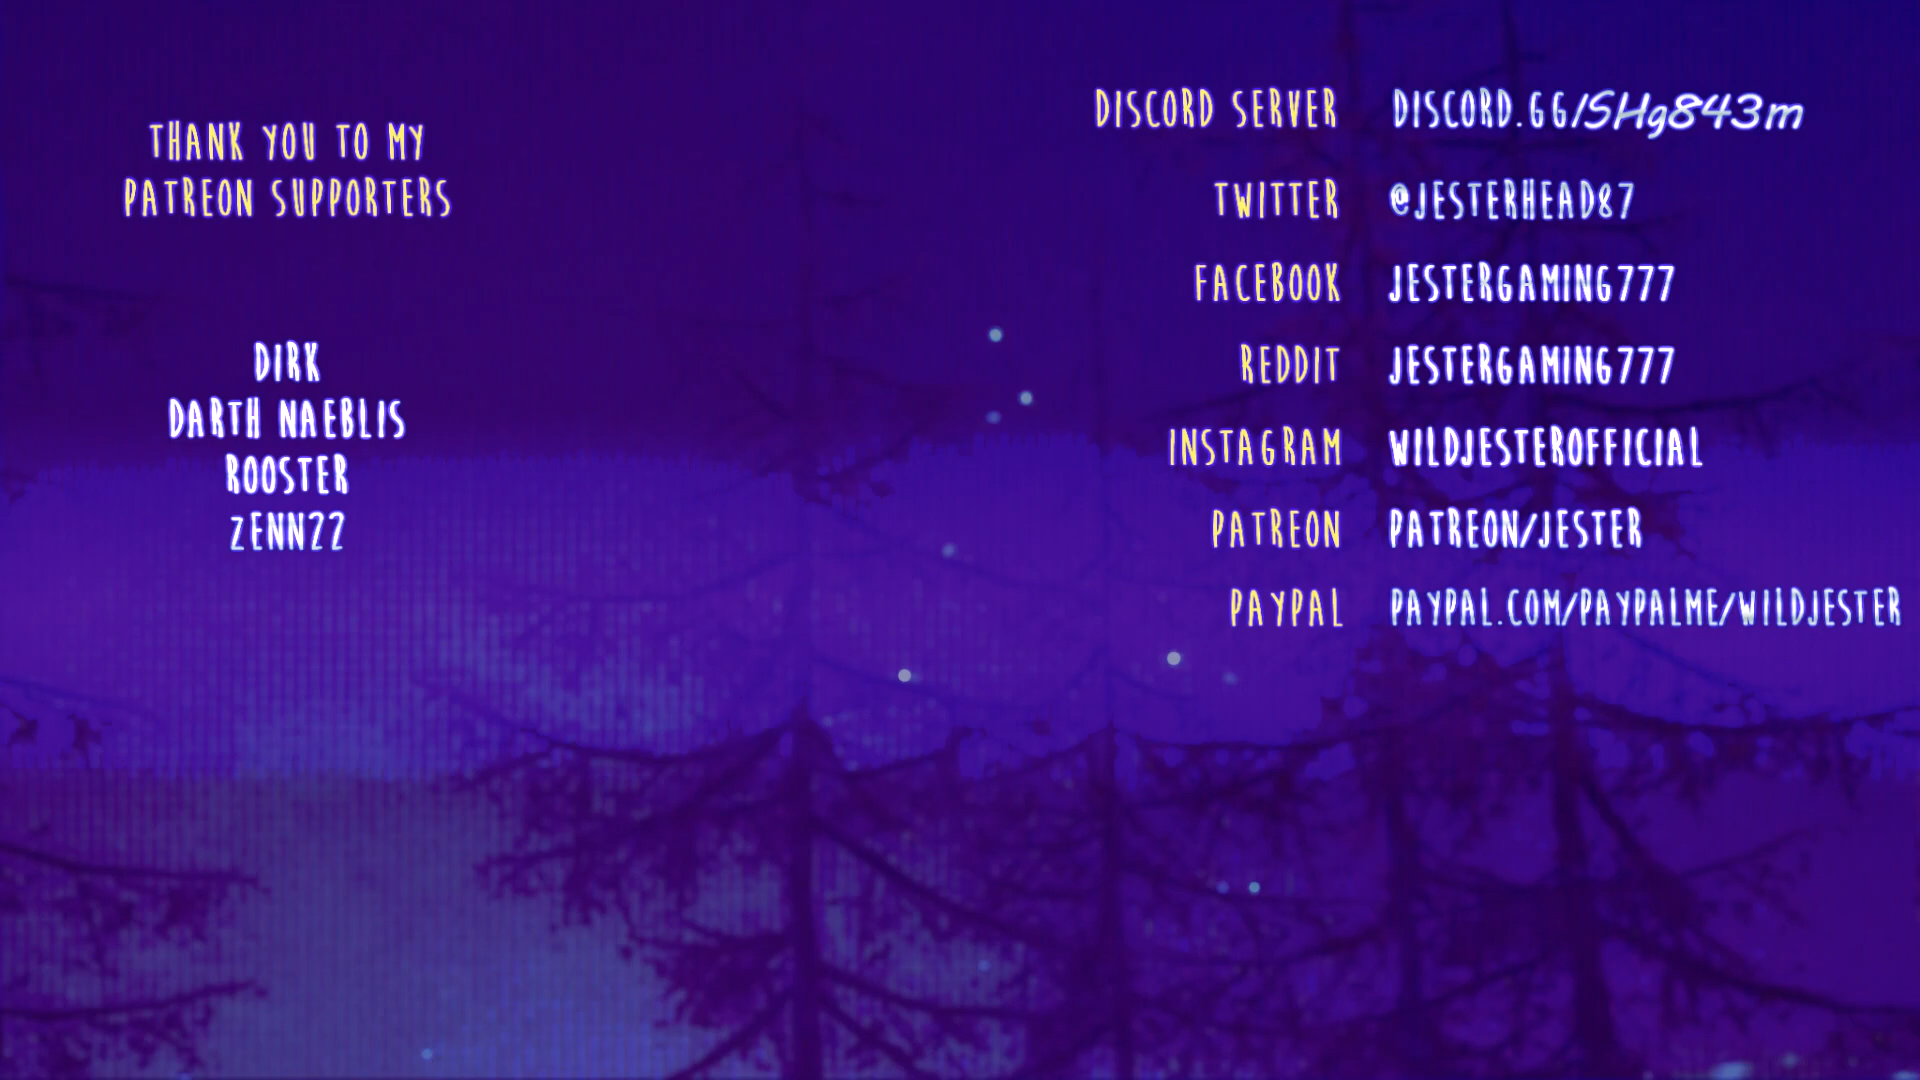 THANK YOU TO MY
PATREON SUPPORTERS
DIRK
DARTH NAEBLIS
ROOSTER
ZENN22
DISCORD SERVER DISCORD.GG/SHg843m
TWITTER @JESTERHEAD87
FACEBOOK JESTERGAMING777
REDDIT JESTERGAMING777
INSTAGRAM WILDJESTEROFFICIAL
PATREON PATREON/JESTER
PAYPAL PAYPAL.COM/PAYPALME/WILDJESTER